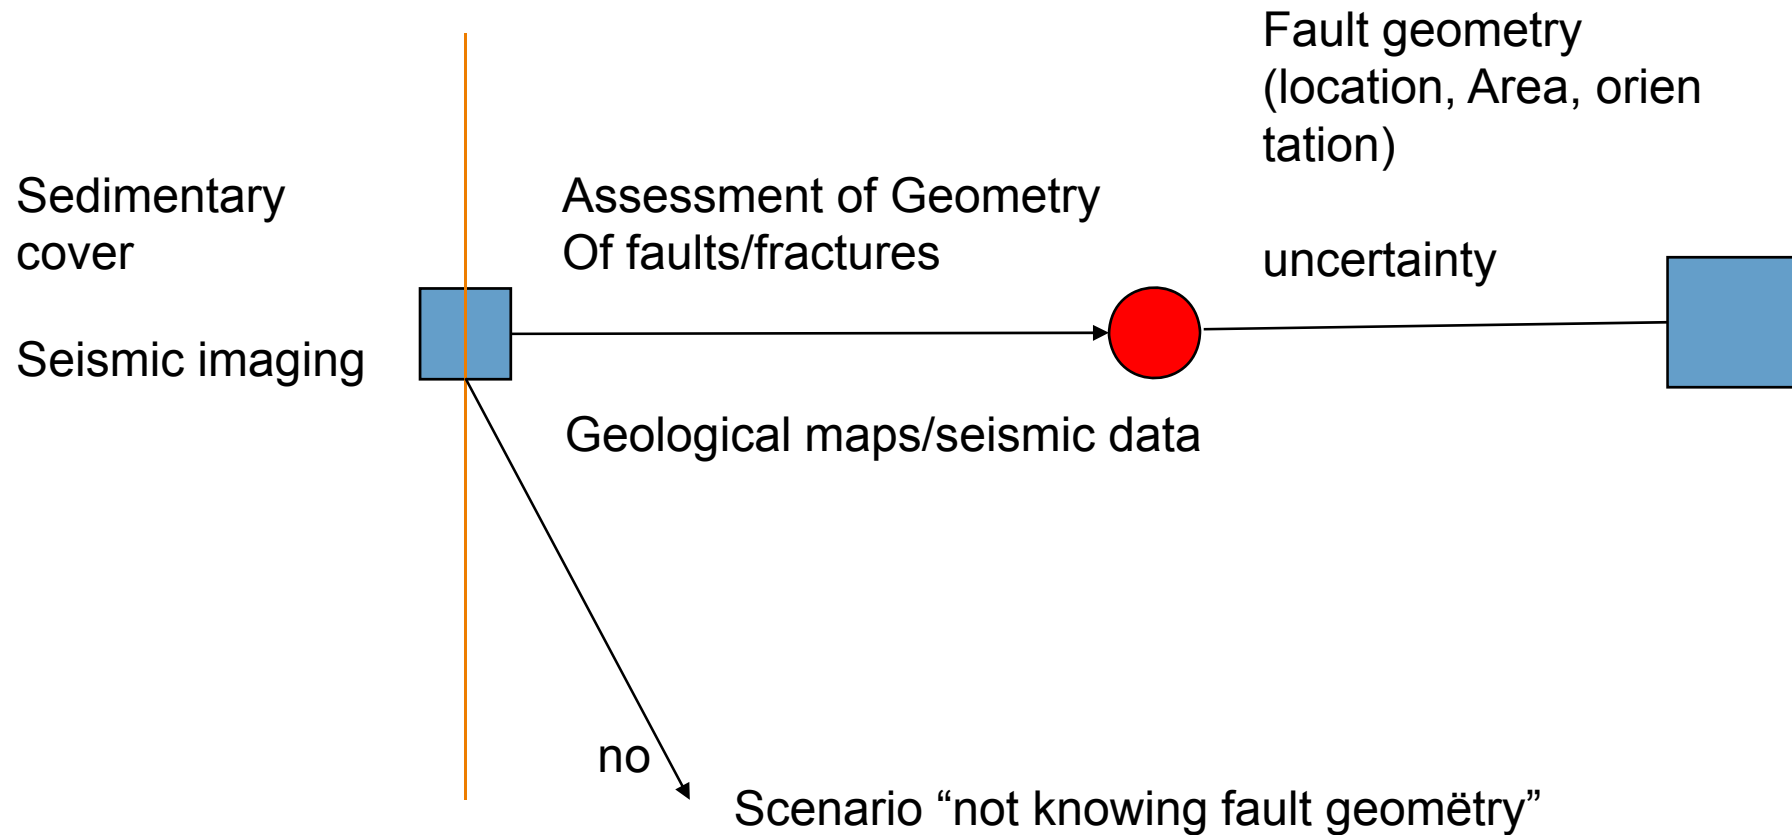 Fault geometry
(location, Area, orien
tation)
uncertainty
Sedimentary
cover
Seismic imaging
Assessment of Geometry
Of faults/fractures
Geological maps/seismic data
no
Scenario “not knowing fault geomëtry”